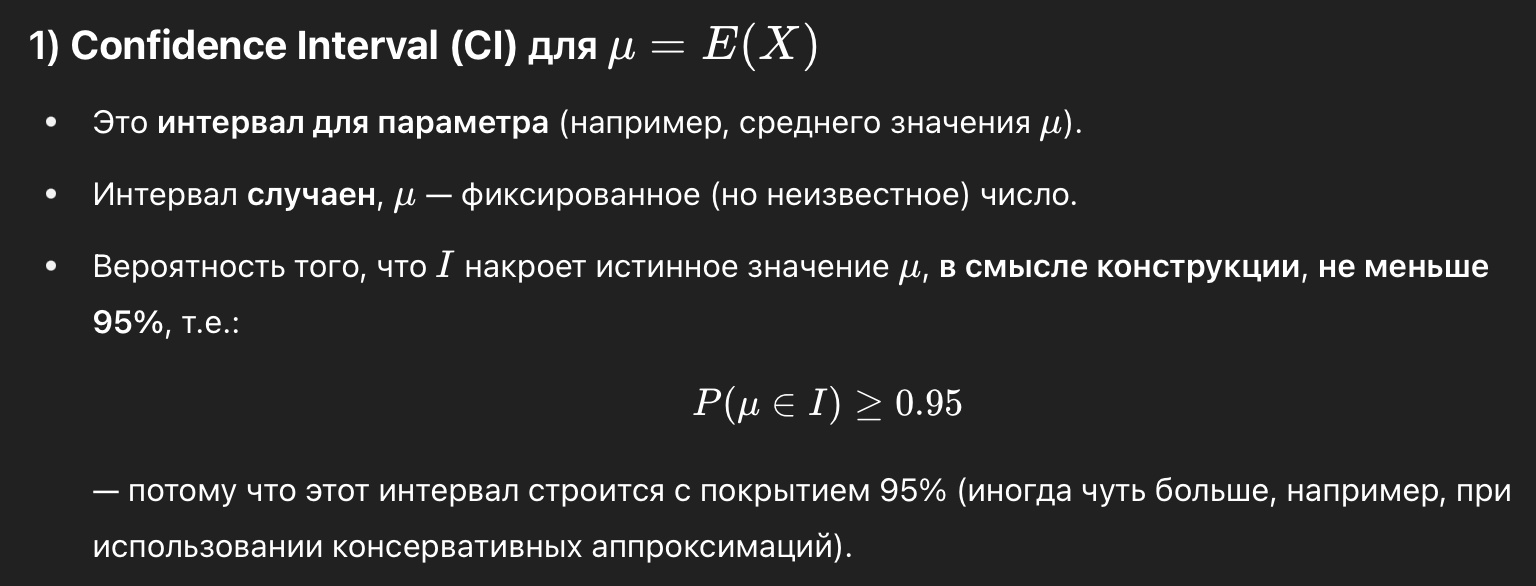 1) Confidence Interval (CI) для μ = E(X)
• Это интервал для параметра (например, среднего значения μ).
• Интервал случаен, μ — фиксированное (но неизвестное) число.
• Вероятность того, что I накроет истинное значение μ, в смысле конструкции, не меньше
95%, т.е.:
P(μ ∈ I) ≥ 0.95
— потому что этот интервал строится с покрытием 95% (иногда чуть больше, например, при
использовании консервативных аппроксимаций).